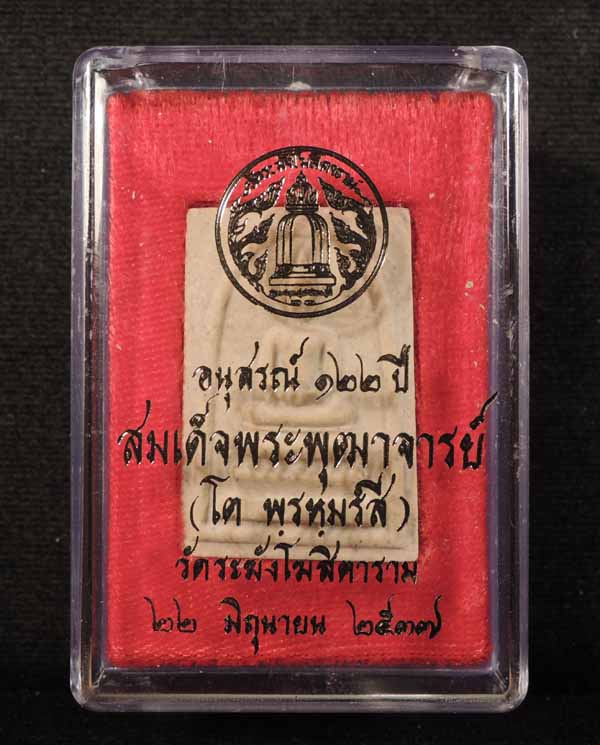 อนุสรณ์ ๑๒๒ ปี
สมเด็จพระพุฒาจารย์
(โต พฺรหฺมรํสี)
วัดระฆังโฆสิตาราม
๒๒ มิถุนายน ๒๕๓๗